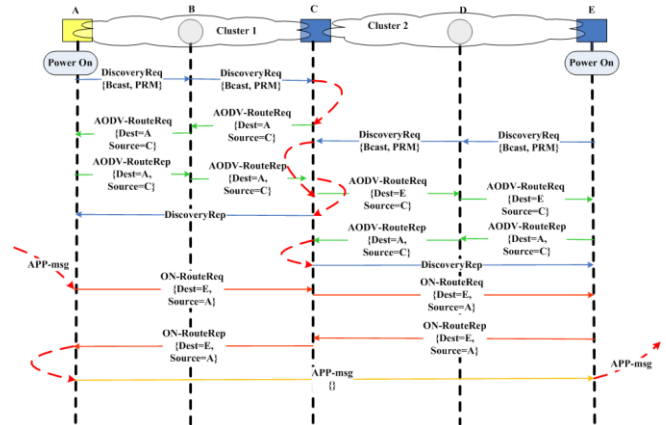 A
B
C
D
E
Cluster 1
Cluster 2
Power On
Power On
DiscoveryReq
{Bcast, PRM}
DiscoveryReq
{Bcast, PRM}
AODV-RouteReq
{Dest=A
Source=C}
AODV-RouteReq
{Dest=A
Source=C}
DiscoveryReq
{Bcast, PRM}
DiscoveryReq
{Bcast, PRM}
AODV-RouteRep
{Dest=A,
Source=C}
AODV-RouteRep
{Dest=A,
Source=C}
AODV-RouteReq
{Dest=E
Source=C}
AODV-RouteReq
{Dest=E
Source=C}
DiscoveryRep
AODV-RouteRep
{Dest=A,
Source=C}
AODV-RouteRep
{Dest=A,
Source=C}
DiscoveryRep
APP-msg
ON-RouteReq
{Dest=E,
Source=A}
ON-RouteReq
{Dest=E,
Source=A}
ON-RouteRep
{Dest=E,
Source=A}
ON-RouteRep
{Dest=E,
Source=A}
APP-msg
{}
APP-msg